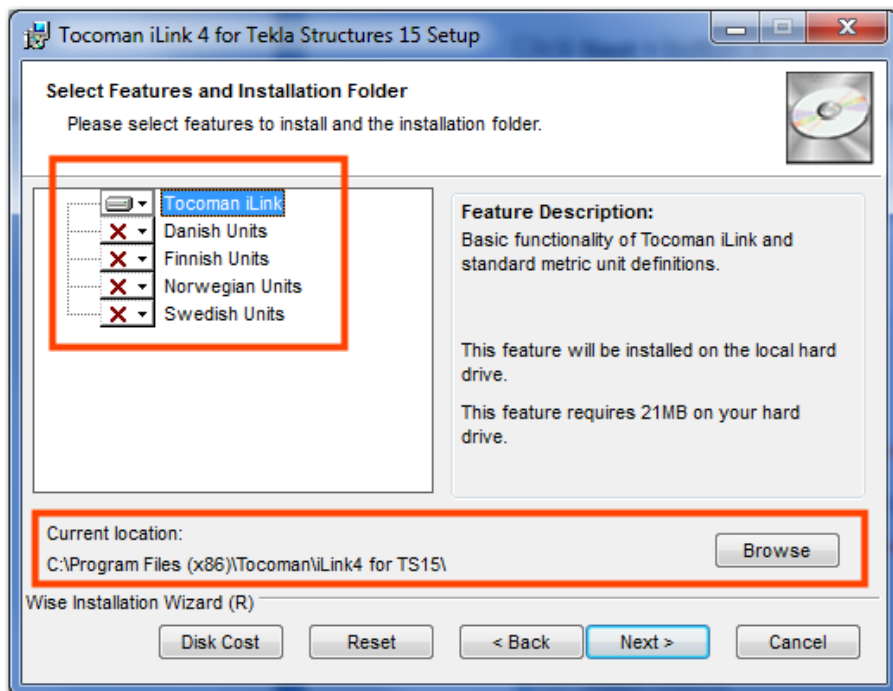 Tocoman iLink 4 for Tekla Structures 15 Setup
Select Features and Installation Folder
Please select features to install and the installation folder.
Tocoman iLink
Danish Units
Finnish Units
Norwegian Units
Swedish Units
Feature Description:
Basic functionality of Tocoman iLink and
standard metric unit definitions.
This feature will be installed on the local hard
drive.
This feature requires 21MB on your hard
drive.
Current location:
C:\Program Files (x86)\Tocoman\iLink4 for TS15\
Browse
Wise Installation Wizard (R)
Disk Cost
Reset
< Back
Next >
Cancel